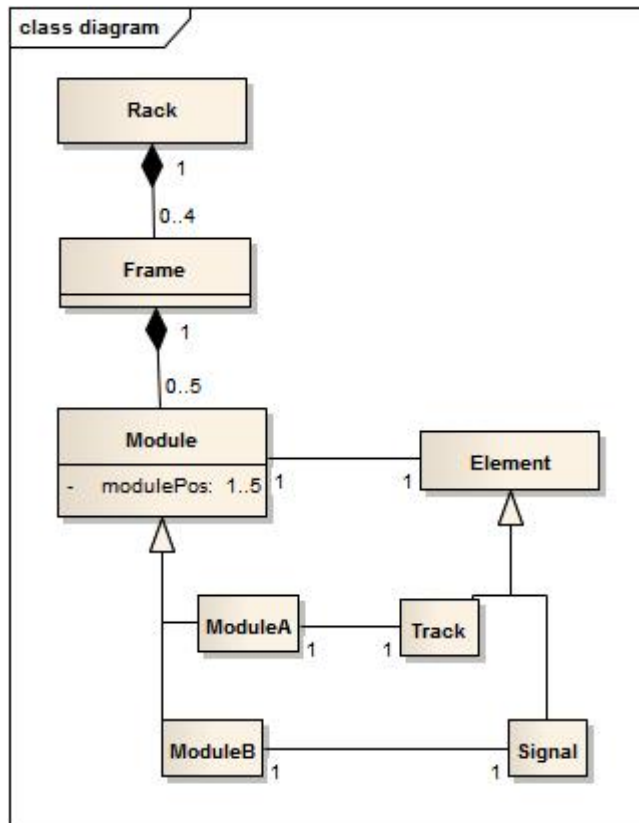 class diagram
Rack
1
0..4
Frame
1
0..5
Module
- modulePos: 1..5
1
1
Element
ModuleA
1
1
Track
ModuleB
1
1
Signal